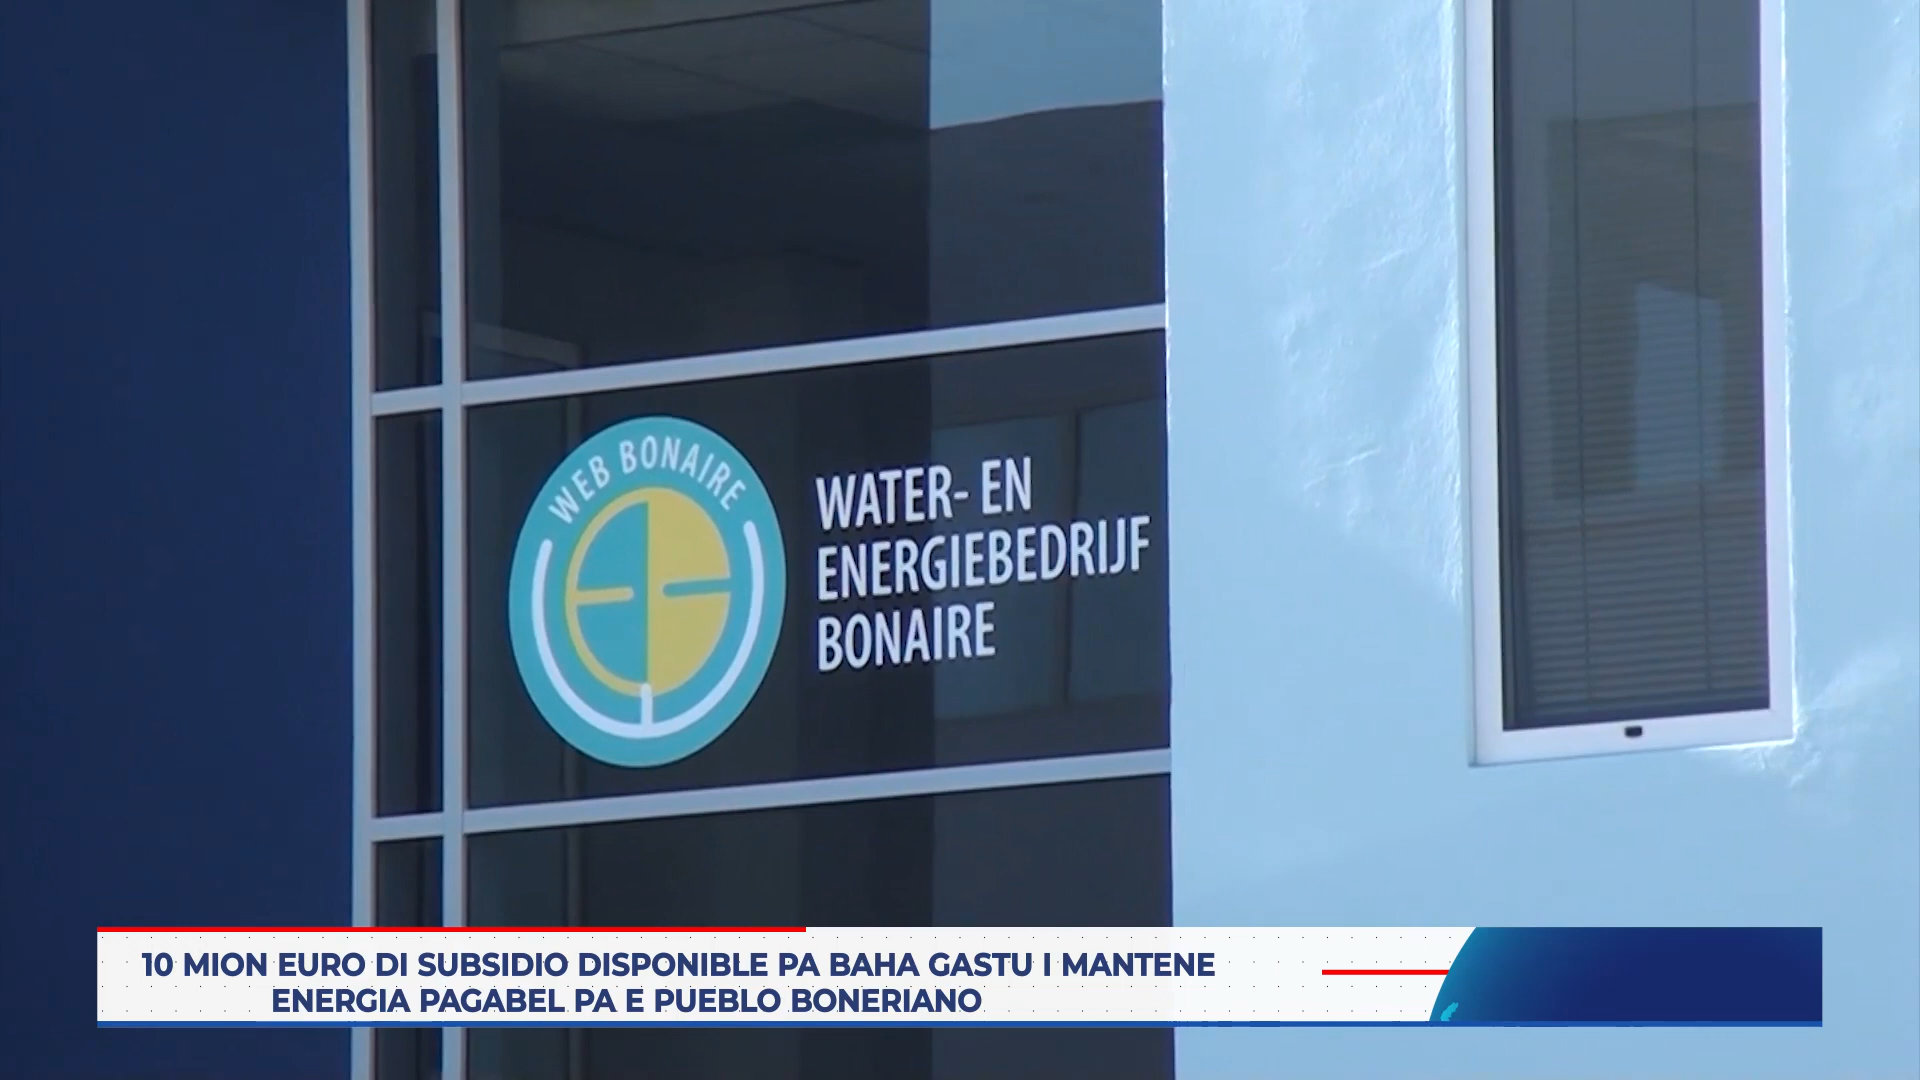 WEB BONAIRE
WATER- EN
ENERGIEBEDRIJF
BONAIRE
10 MION EURO DI SUBSIDIO DISPONIBLE PA BAHA GASTU I MANTENE
ENERGIA PAGABEL PA E PUEBLO BONERIANO